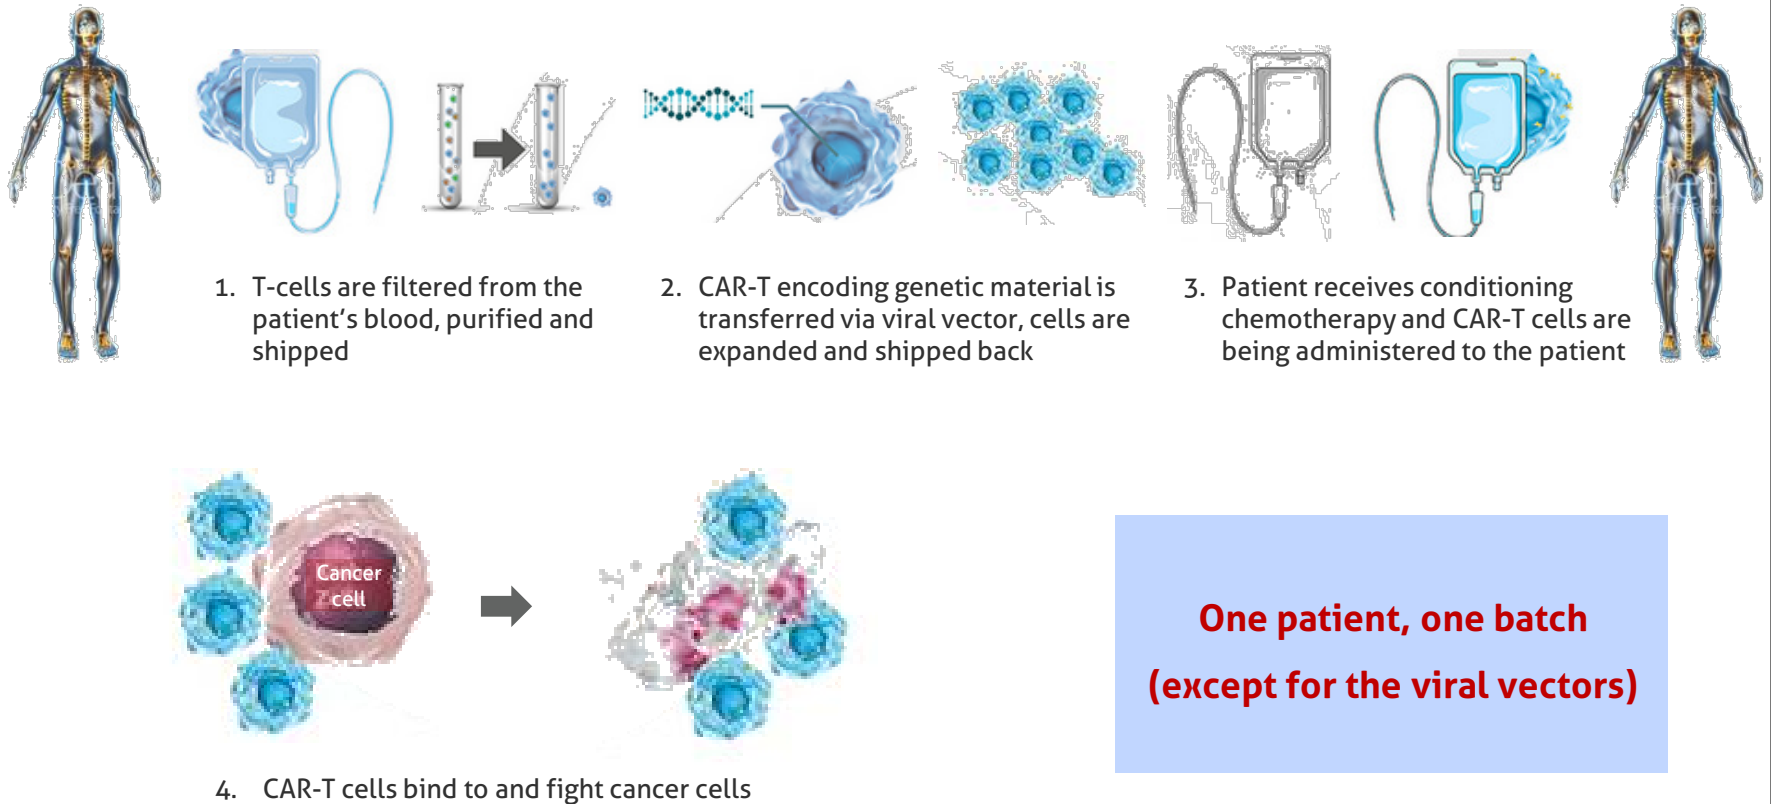 1. T-cells are filtered from the
patient's blood, purified and
shipped
2. CAR-T encoding genetic material is
transferred via viral vector, cells are
expanded and shipped back
3. Patient receives conditioning
chemotherapy and CAR-T cells are
being administered to the patient
Cancer
cell
4. CAR-T cells bind to and fight cancer cells
One patient, one batch
(except for the viral vectors)